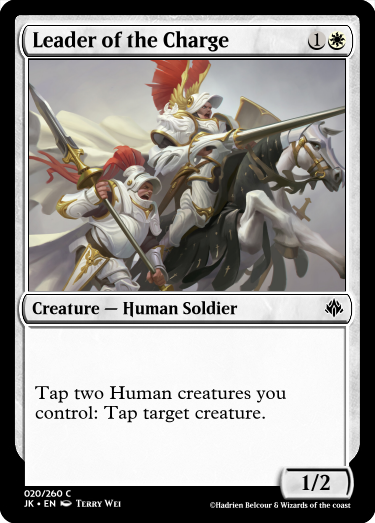 Leader of the Charge 1
Creature — Human Soldier
Tap two Human creatures you
control: Tap target creature.
1/2
020/260 C
JK • EN Terry Wei
©Hadrien Belcour & Wizards of the coast